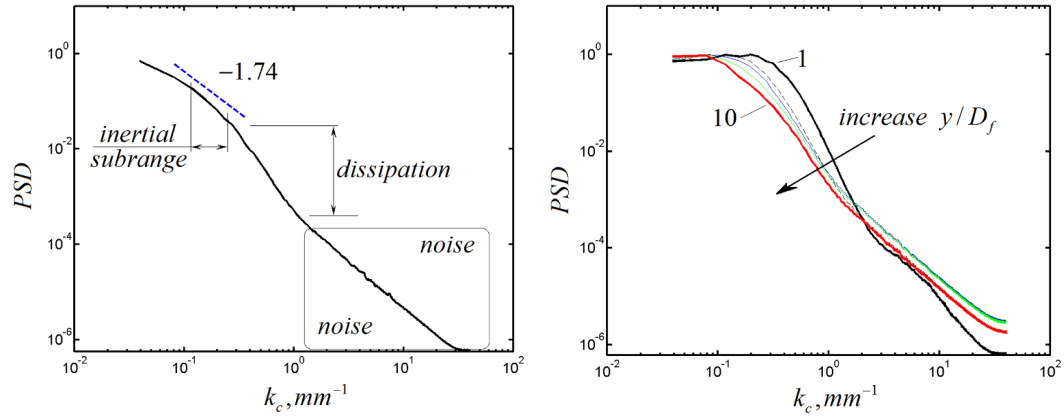 10^0
10^-2
10^-4
10^-6
PSD
−1.74
inertial
subrange
dissipation
noise
noise
10^-2
10^-1
10^0
10^1
10^2
k_c, mm^-1
10^0
10^-2
10^-4
10^-6
PSD
1
10
increase y/D_f
10^-2
10^-1
10^0
10^1
10^2
k_c, mm^-1